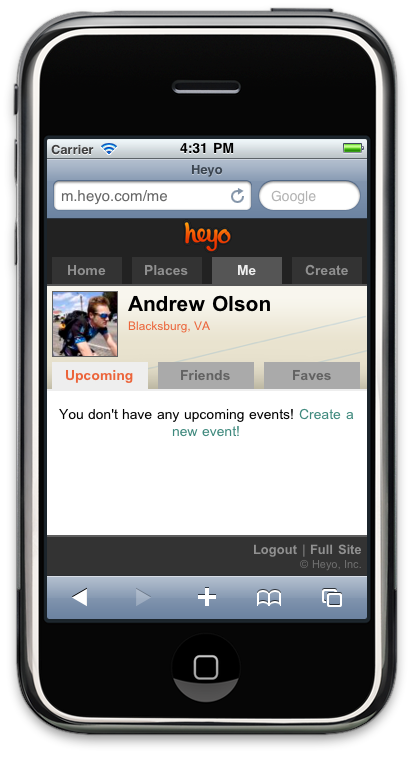 Carrier 4:31 PM
Heyo
m.heyo.com/me Google
heyo
Home Places Me Create
Andrew Olson
Blacksburg, VA
Upcoming Friends Faves
You don't have any upcoming events! Create a
new event!
Logout | Full Site
© Heyo, Inc.